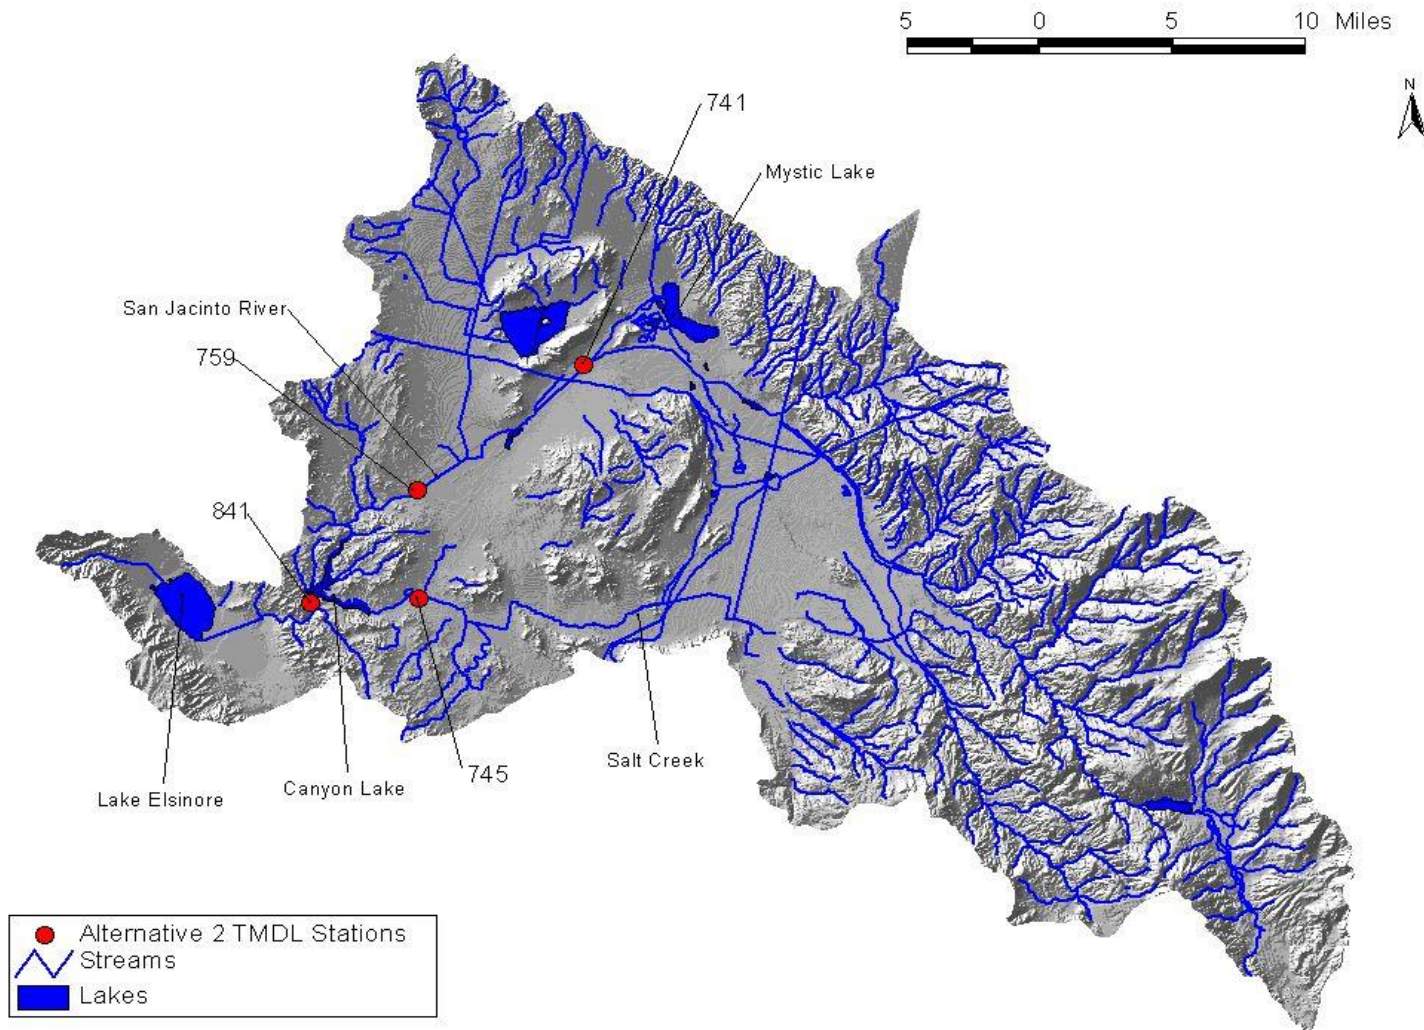 5 0 5 10 Miles
N
741
Mystic Lake
San Jacinto River
759
841
Lake Elsinore
Canyon Lake
745
Salt Creek
Alternative 2 TMDL Stations
Streams
Lakes